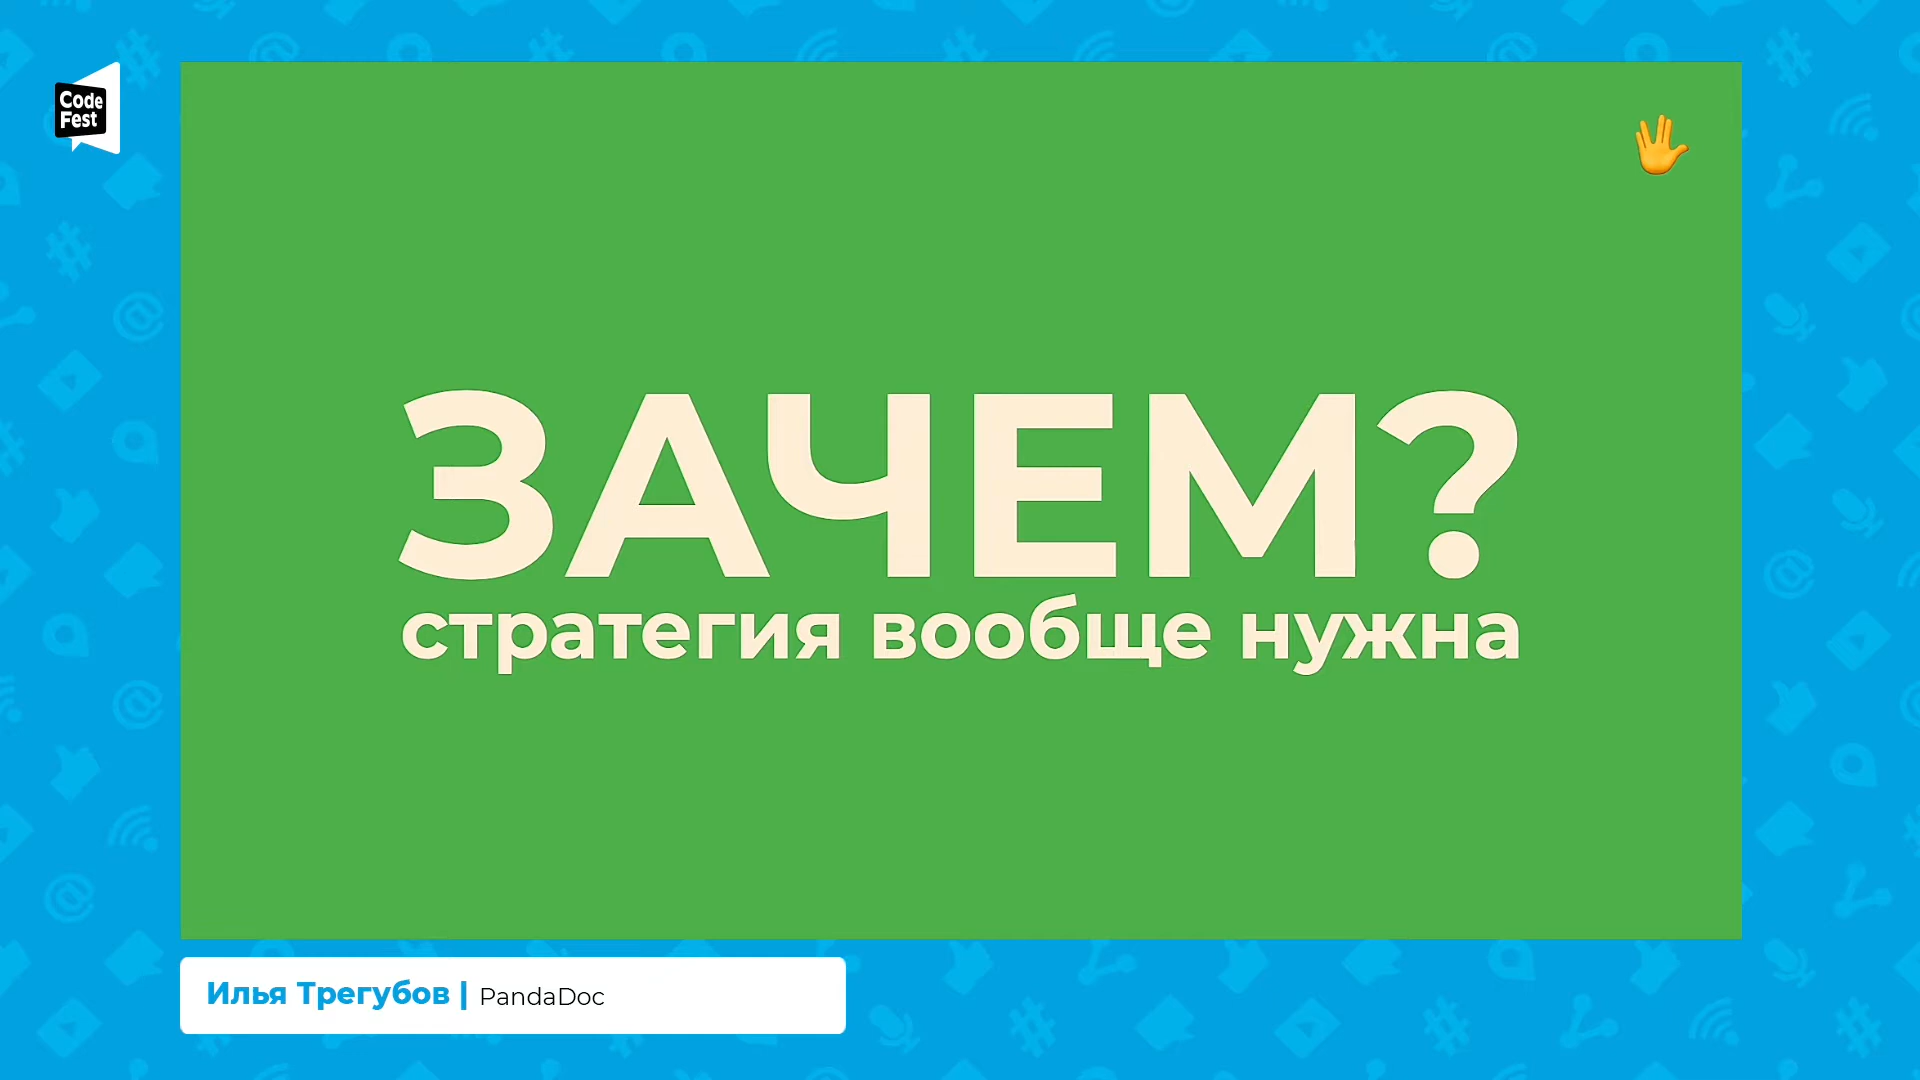 Code
Fest
ЗАЧЕМ?
стратегия вообще нужна
Илья Трегубов | PandaDoc